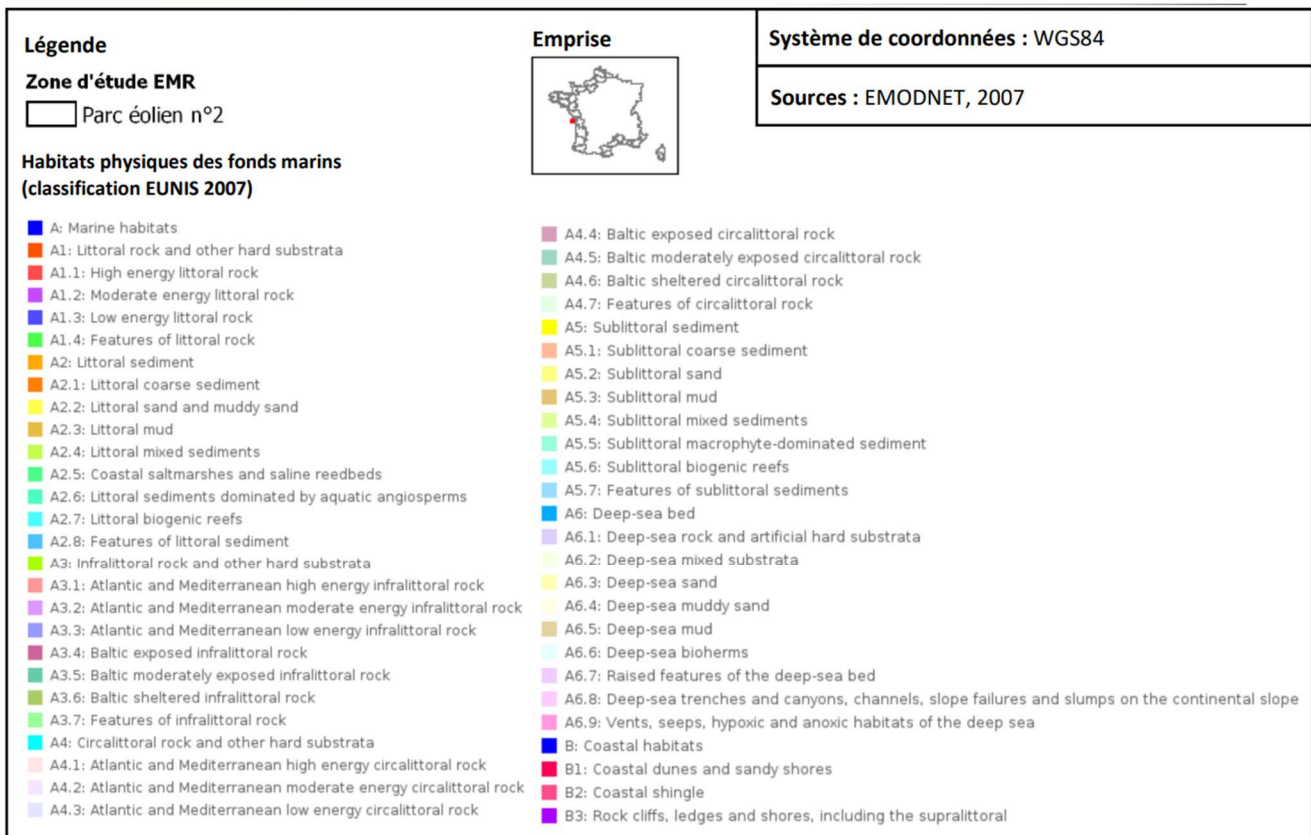 Légende
Zone d'étude EMR
Parc éolien n°2
Habitats physiques des fonds marins
(classification EUNIS 2007)
Emprise
Système de coordonnées : WGS84
Sources : EMODNET, 2007
A: Marine habitats
A1: Littoral rock and other hard substrata
A1.1: High energy littoral rock
A1.2: Moderate energy littoral rock
A1.3: Low energy littoral rock
A1.4: Features of littoral rock
A2: Littoral sediment
A2.1: Littoral coarse sediment
A2.2: Littoral sand and muddy sand
A2.3: Littoral mud
A2.4: Littoral mixed sediments
A2.5: Coastal saltmarshes and saline reedbeds
A2.6: Littoral sediments dominated by aquatic angiosperms
A2.7: Littoral biogenic reefs
A2.8: Features of littoral sediment
A3: Infralittoral rock and other hard substrata
A3.1: Atlantic and Mediterranean high energy infralittoral rock
A3.2: Atlantic and Mediterranean moderate energy infralittoral rock
A3.3: Atlantic and Mediterranean low energy infralittoral rock
A3.4: Baltic exposed infralittoral rock
A3.5: Baltic moderately exposed infralittoral rock
A3.6: Baltic sheltered infralittoral rock
A3.7: Features of infralittoral rock
A4: Circalittoral rock and other hard substrata
A4.1: Atlantic and Mediterranean high energy circalittoral rock
A4.2: Atlantic and Mediterranean moderate energy circalittoral rock
A4.3: Atlantic and Mediterranean low energy circalittoral rock
A4.4: Baltic exposed circalittoral rock
A4.5: Baltic moderately exposed circalittoral rock
A4.6: Baltic sheltered circalittoral rock
A4.7: Features of circalittoral rock
A5: Sublittoral sediment
A5.1: Sublittoral coarse sediment
A5.2: Sublittoral sand
A5.3: Sublittoral mud
A5.4: Sublittoral mixed sediments
A5.5: Sublittoral macrophyte-dominated sediment
A5.6: Sublittoral biogenic reefs
A5.7: Features of sublittoral sediments
A6: Deep-sea bed
A6.1: Deep-sea rock and artificial hard substrata
A6.2: Deep-sea mixed substrata
A6.3: Deep-sea sand
A6.4: Deep-sea muddy sand
A6.5: Deep-sea mud
A6.6: Deep-sea bioherms
A6.7: Raised features of the deep-sea bed
A6.8: Deep-sea trenches and canyons, channels, slope failures and slumps on the continental slope
A6.9: Vents, seeps, hypoxic and anoxic habitats of the deep sea
B: Coastal habitats
B1: Coastal dunes and sandy shores
B2: Coastal shingle
B3: Rock cliffs, ledges and shores, including the supralittoral